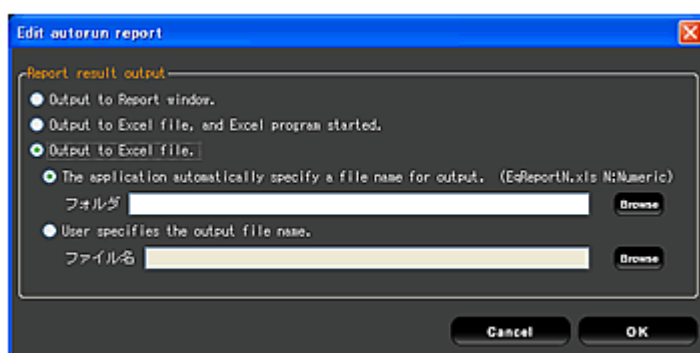 Edit autorun report
Report result output
Output to Report window.
Output to Excel file, and Excel program started.
Output to Excel file.
The application automatically specify a file name for output. (EqReportN.xls N:Numeric)
フォルダ Browse
User specifies the output file name.
ファイル名 Browse
Cancel OK